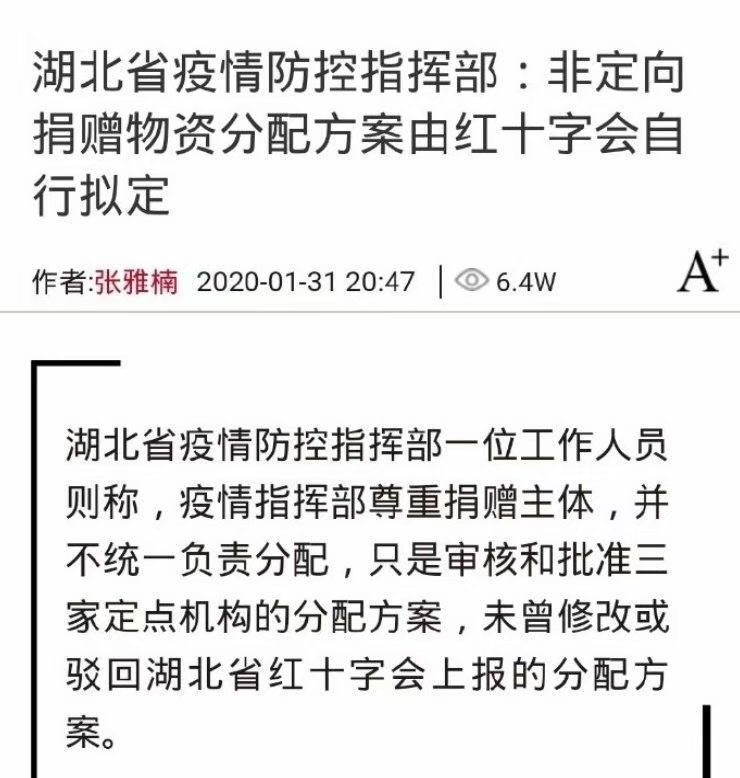 湖北省疫情防控指挥部：非定向
捐赠物资分配方案由红十字会自
行拟定
作者:张雅楠 2020-01-31 20:47 | 6.4W A+
湖北省疫情防控指挥部一位工作人员
则称，疫情指挥部尊重捐赠主体，并
不统一负责分配，只是审核和批准三
家定点机构的分配方案，未曾修改或
驳回湖北省红十字会上报的分配方
案。